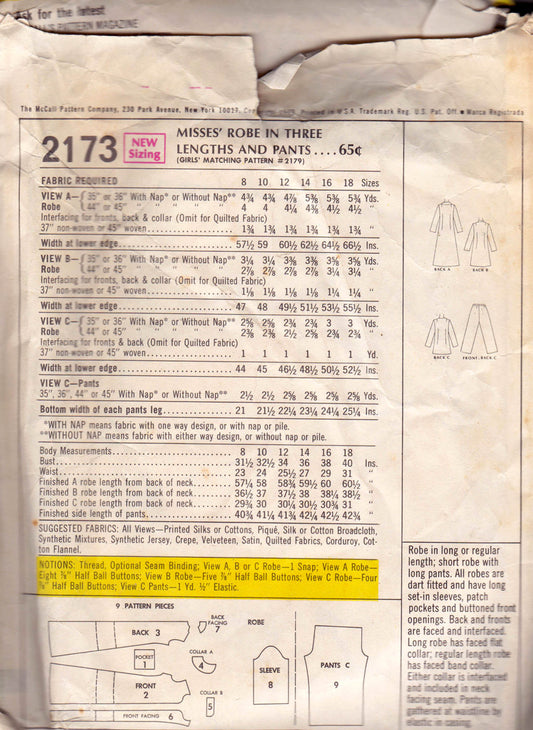 Ask for the latest
PATTERN MAGAZINE
The McCall Pattern Company, 230 Park Avenue, New York 10017, Printed in U.S.A. Trademark Reg. U.S. Pat. Off. • Marca Registrada
2173 NEW Sizing
MISSES' ROBE IN THREE
LENGTHS AND PANTS....65¢
(GIRLS' MATCHING PATTERN #2179)
FABRIC REQUIRED 8 10 12 14 16 18 Sizes
VIEW A—{35" or 36" With Nap* or Without Nap** 4¾ 4¾ 4⅞ 5⅜ 5⅝ 5¾ Yds.
Robe {44" or 45" " " " " " 4 4 4¼ 4⅜ 4½ 4½ "
Interfacing for fronts, back & collar (Omit for Quilted Fabric)
37" non-woven or 45" woven 1¾ 1¾ 1¾ 1¾ 1¾ 1¾ "
Width at lower edge 57½ 59 60½ 62½ 64½ 66½ Ins.
VIEW B—{35" or 36" With Nap* or Without Nap** 3¼ 3¼ 3⅜ 3⅜ 3⅜ 3⅝ Yds.
Robe {44" or 45" " " " " " 2⅞ 2⅞ 2⅞ 2⅞ 3¼ 3¼ "
Interfacing for fronts, back & collar (Omit for Quilted Fabric)
37" non-woven or 45" woven 1⅛ 1⅛ 1⅛ 1⅛ 1¼ 1¼ "
Width at lower edge 47 48 49½ 51½ 53½ 55½ Ins.
VIEW C—{35" or 36" With Nap* or Without Nap** 2⅝ 2⅝ 2¾ 2¾ 3 3 Yds.
Robe {44" or 45" " " " " " 2⅜ 2⅜ 2½ 2⅝ 2¾ 2¾ "
Interfacing for fronts & back (Omit for Quilted Fabric)
37" non-woven or 45" woven 1 1 1 1 1 1 Yd.
Width at lower edge 44 45 46½ 48½ 50½ 52½ Ins.
VIEW C—Pants
35", 36", 44" or 45" With Nap* or Without Nap** 2½ 2½ 2⅝ 2⅝ 2⅝ 2⅝ Yds.
Bottom width of each pants leg 21 21½ 22¼ 23¼ 24¼ 25¼ Ins.
*WITH NAP means fabric with one way design, or with nap or pile.
**WITHOUT NAP means fabric with either way design, or without nap or pile.
Body Measurements 8 10 12 14 16 18
Bust 31½ 32½ 34 36 38 40 Ins.
Waist 23 24 25½ 27 29 31 "
Finished A robe length from back of neck 57¼ 58 58¾ 59½ 60 60½ "
Finished B robe length from back of neck 36½ 37 37½ 38 38¼ 38½ "
Finished C robe length from back of neck 29¾ 30 30¼ 30½ 30¾ 31 "
Finished side length of pants 40¾ 41¼ 41¾ 42¼ 42½ 42¾ "
SUGGESTED FABRICS: All Views—Printed Silks or Cottons, Piqué, Silk or Cotton Broadcloth,
Synthetic Mixtures, Synthetic Jersey, Crepe, Velveteen, Satin, Quilted Fabrics, Corduroy, Cot-
ton Flannel.
NOTIONS: Thread, Optional Seam Binding; View A, B or C Robe—1 Snap; View A Robe—
Eight ⅞" Half Ball Buttons; View B Robe—Five ⅞" Half Ball Buttons; View C Robe—Four
⅞" Half Ball Buttons; View C Pants—1 Yd. ½" Elastic.
9 PATTERN PIECES
BACK 3
POCKET 1
FRONT 2
FRONT FACING 6
BACK FACING 7
COLLAR A 4
COLLAR B 5
ROBE
SLEEVE 8
PANTS C 9
BACK A
BACK B
BACK C
FRONT, BACK C
Robe in long or regular
length; short robe with
long pants. All robes are
dart fitted and have long
set-in sleeves, patch
pockets and buttoned front
openings. Back and fronts
are faced and interfaced.
Long robe has faced flat
collar; regular length robe
has faced band collar.
Either collar is interfaced
and included in neck
facing seam. Pants are
gathered at waistline by
elastic in casing.